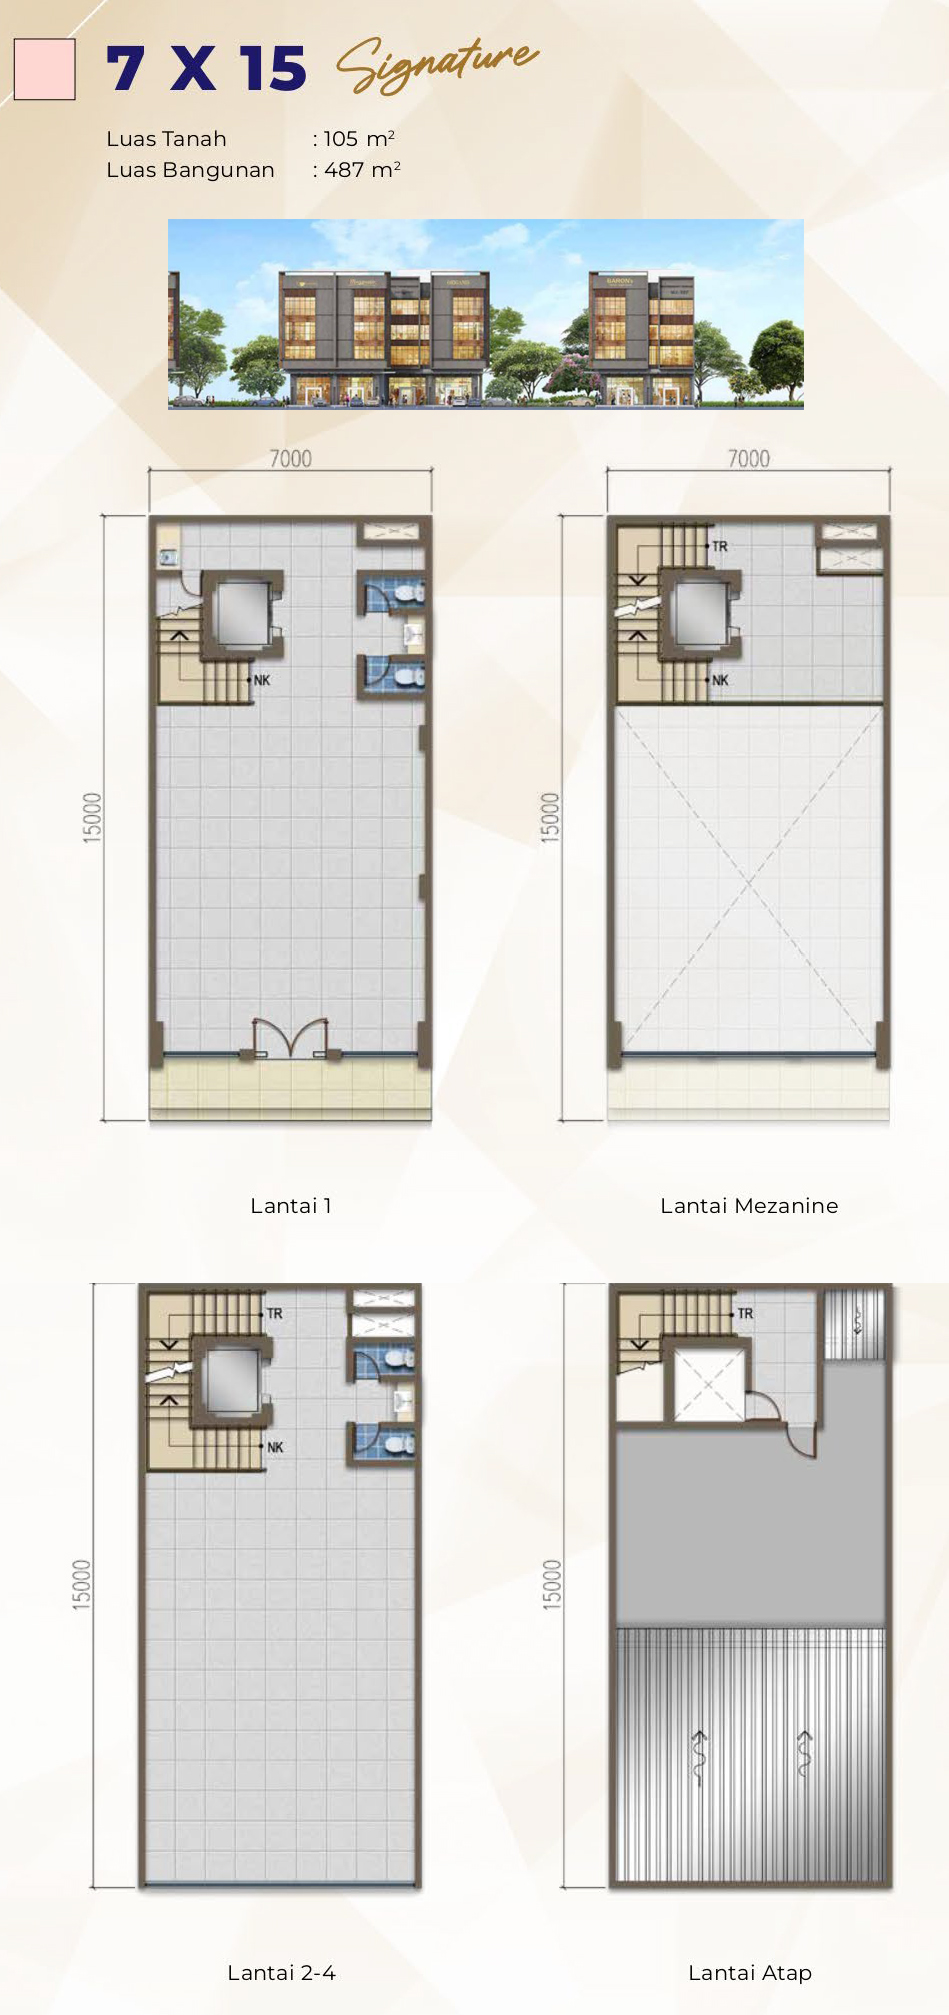 7 X 15 Signature
Luas Tanah : 105 m²
Luas Bangunan : 487 m²
7000
7000
TR
NK
NK
15000
15000
Lantai 1
Lantai Mezanine
TR
TR
NK
15000
15000
Lantai 2-4
Lantai Atap